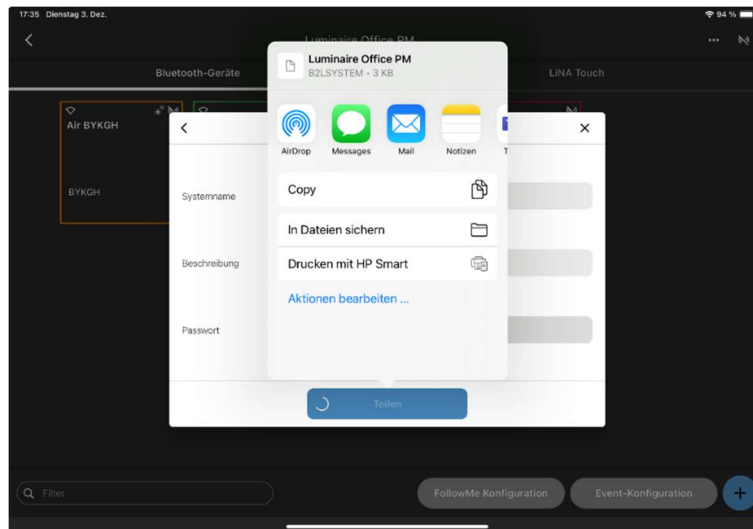 17:35 Dienstag 3. Dez.
94 %
Luminaire Office PM
Bluetooth-Geräte
LiNA Touch
Luminaire Office PM
B2LSYSTEM • 3 KB
AirDrop
Messages
Mail
Notizen
T
Air BYKGH
BYKGH
Systemname
Beschreibung
Passwort
Copy
In Dateien sichern
Drucken mit HP Smart
Aktionen bearbeiten ...
Teilen
Filter
FollowMe Konfiguration
Event-Konfiguration